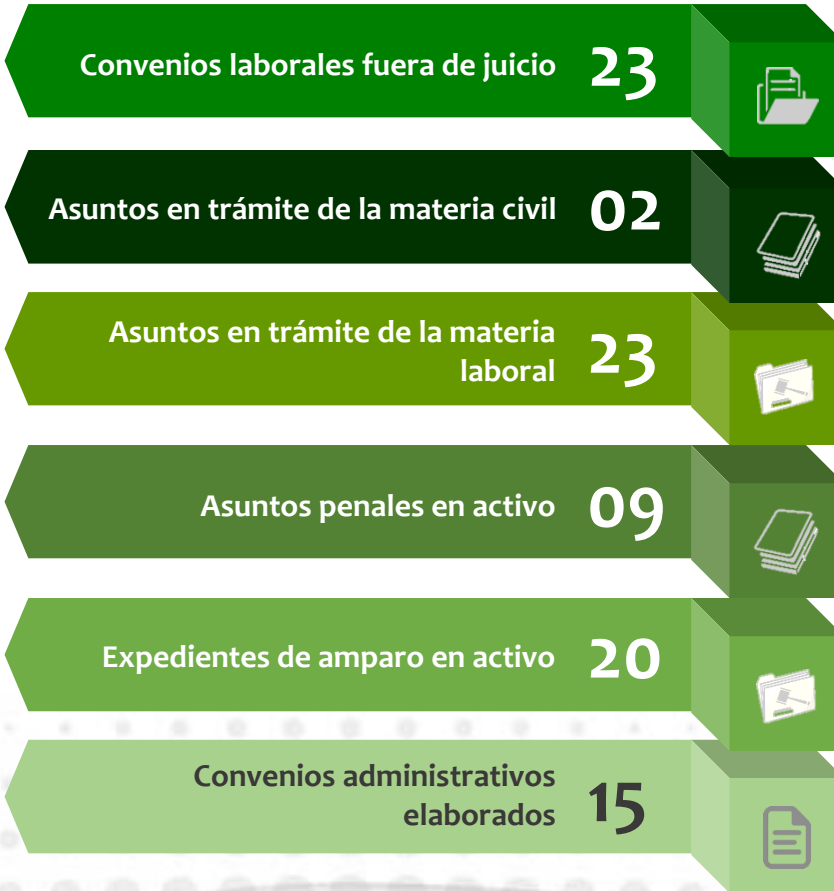 Convenios laborales fuera de juicio 23
Asuntos en trámite de la materia civil 02
Asuntos en trámite de la materia
laboral 23
Asuntos penales en activo 09
Expedientes de amparo en activo 20
Convenios administrativos
elaborados 15